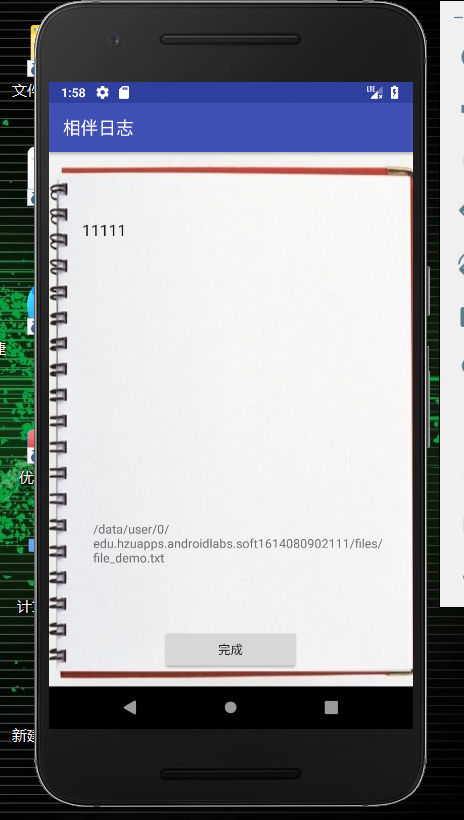 1:58
LTE
相伴日志
11111
/data/user/0/
edu.hzuapps.androidlabs.soft1614080902111/files/
file_demo.txt
完成
文件
捷
优
计
新建